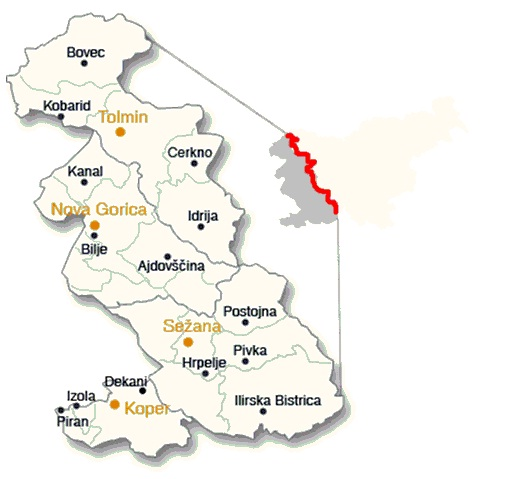 Bovec
Kobarid
Tolmin
Cerkno
Kanal
Nova Gorica
Idrija
Bilje
Ajdovščina
Postojna
Sežana
Pivka
Hrpelje
Dekani
Izola
Koper
Ilirska Bistrica
Piran